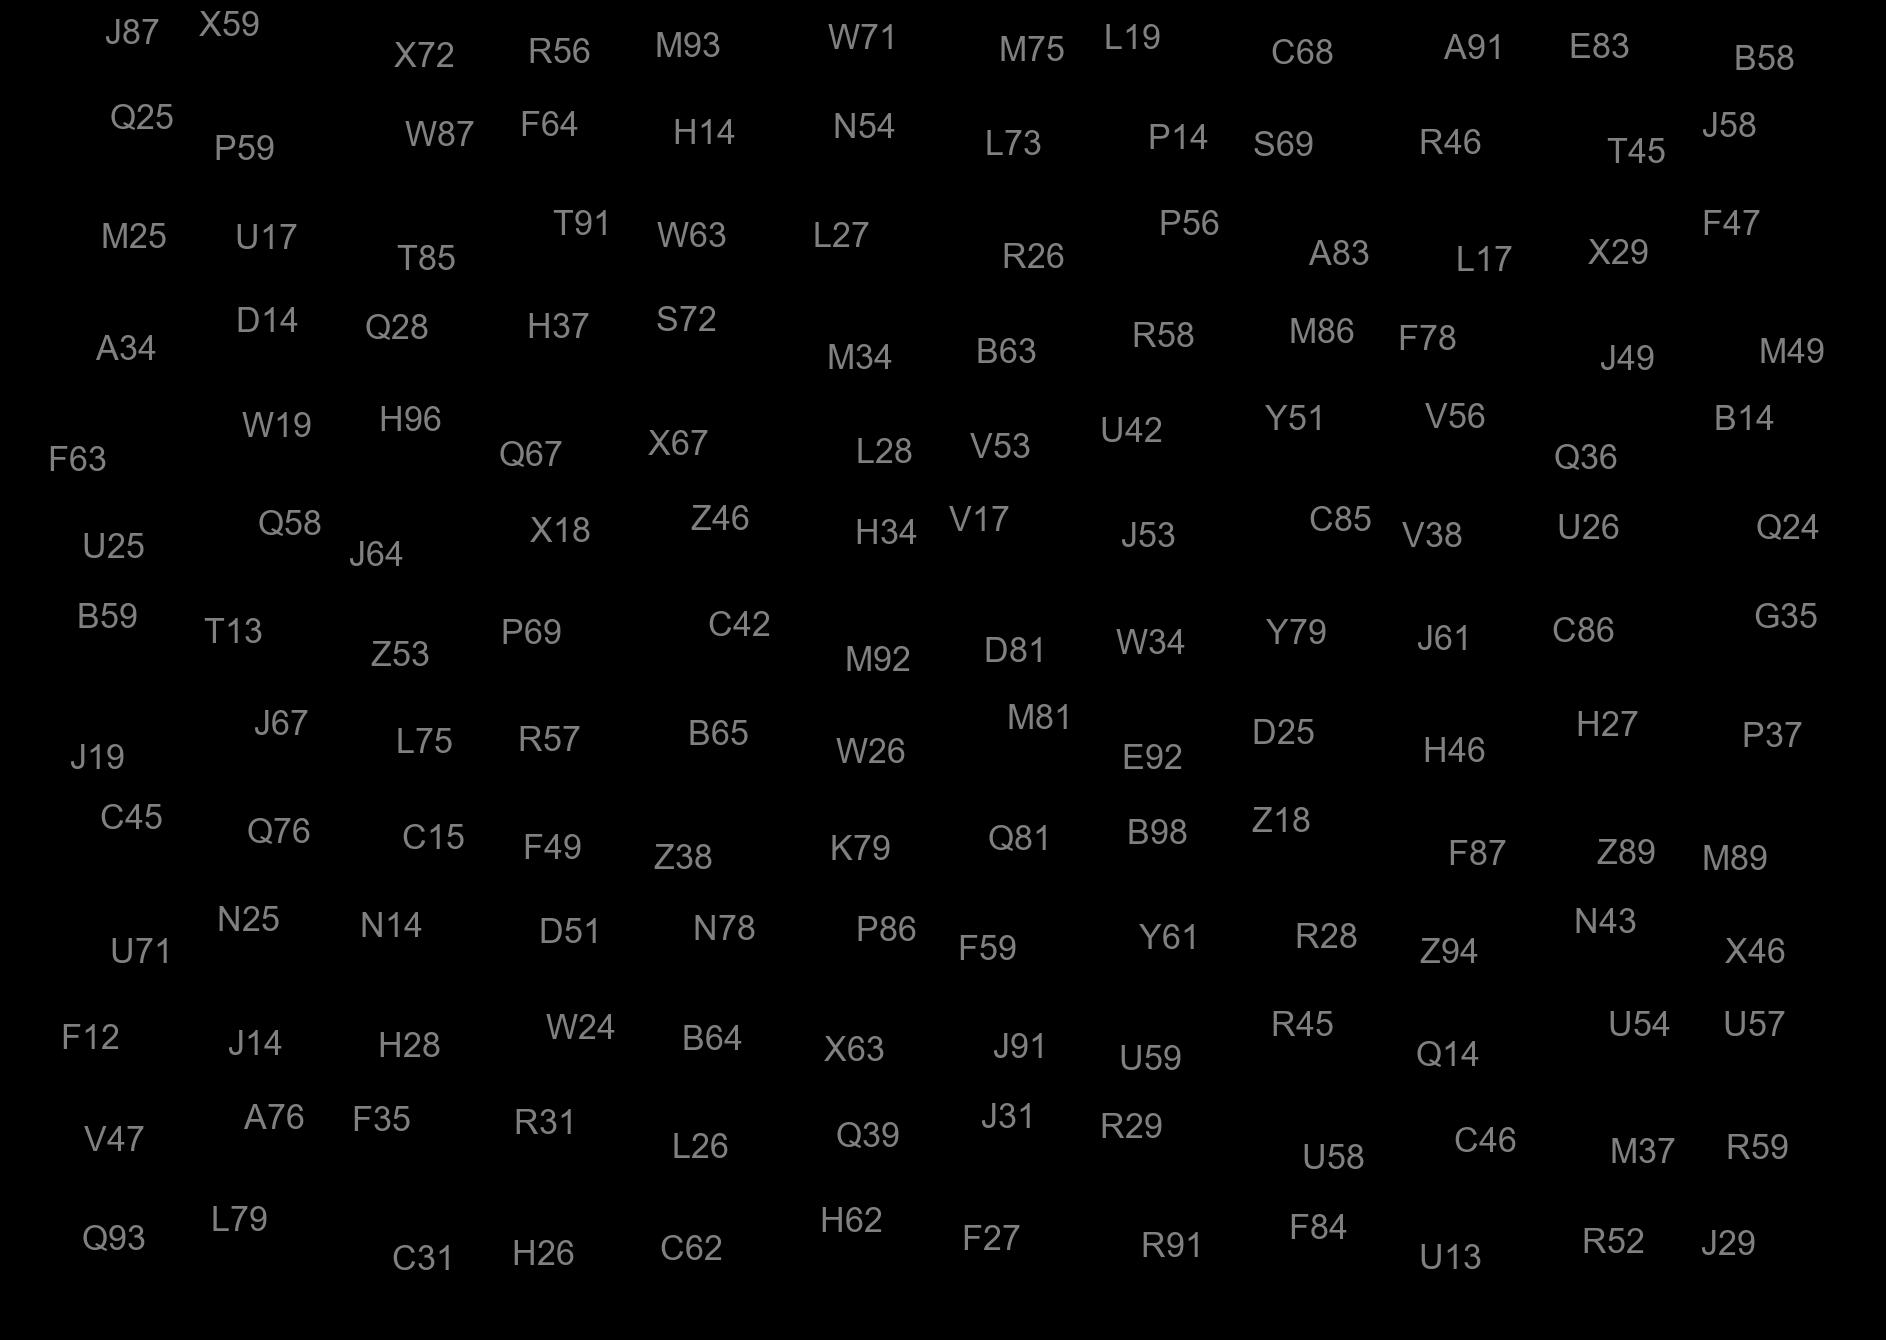 J87 X59 X72 R56 M93 W71 M75 L19 C68 A91 E83 B58
Q25 P59 W87 F64 H14 N54 L73 P14 S69 R46 T45 J58
M25 U17 T85 T91 W63 L27 R26 P56 A83 L17 X29 F47
A34 D14 Q28 H37 S72 M34 B63 R58 M86 F78 J49 M49
F63 W19 H96 Q67 X67 L28 V53 U42 Y51 V56 Q36 B14
U25 Q58 J64 X18 Z46 H34 V17 J53 C85 V38 U26 Q24
B59 T13 Z53 P69 C42 M92 D81 W34 Y79 J61 C86 G35
J19 J67 L75 R57 B65 W26 M81 E92 D25 H46 H27 P37
C45 Q76 C15 F49 Z38 K79 Q81 B98 Z18 F87 Z89 M89
U71 N25 N14 D51 N78 P86 F59 Y61 R28 Z94 N43 X46
F12 J14 H28 W24 B64 X63 J91 U59 R45 Q14 U54 U57
V47 A76 F35 R31 L26 Q39 J31 R29 U58 C46 M37 R59
Q93 L79 C31 H26 C62 H62 F27 R91 F84 U13 R52 J29